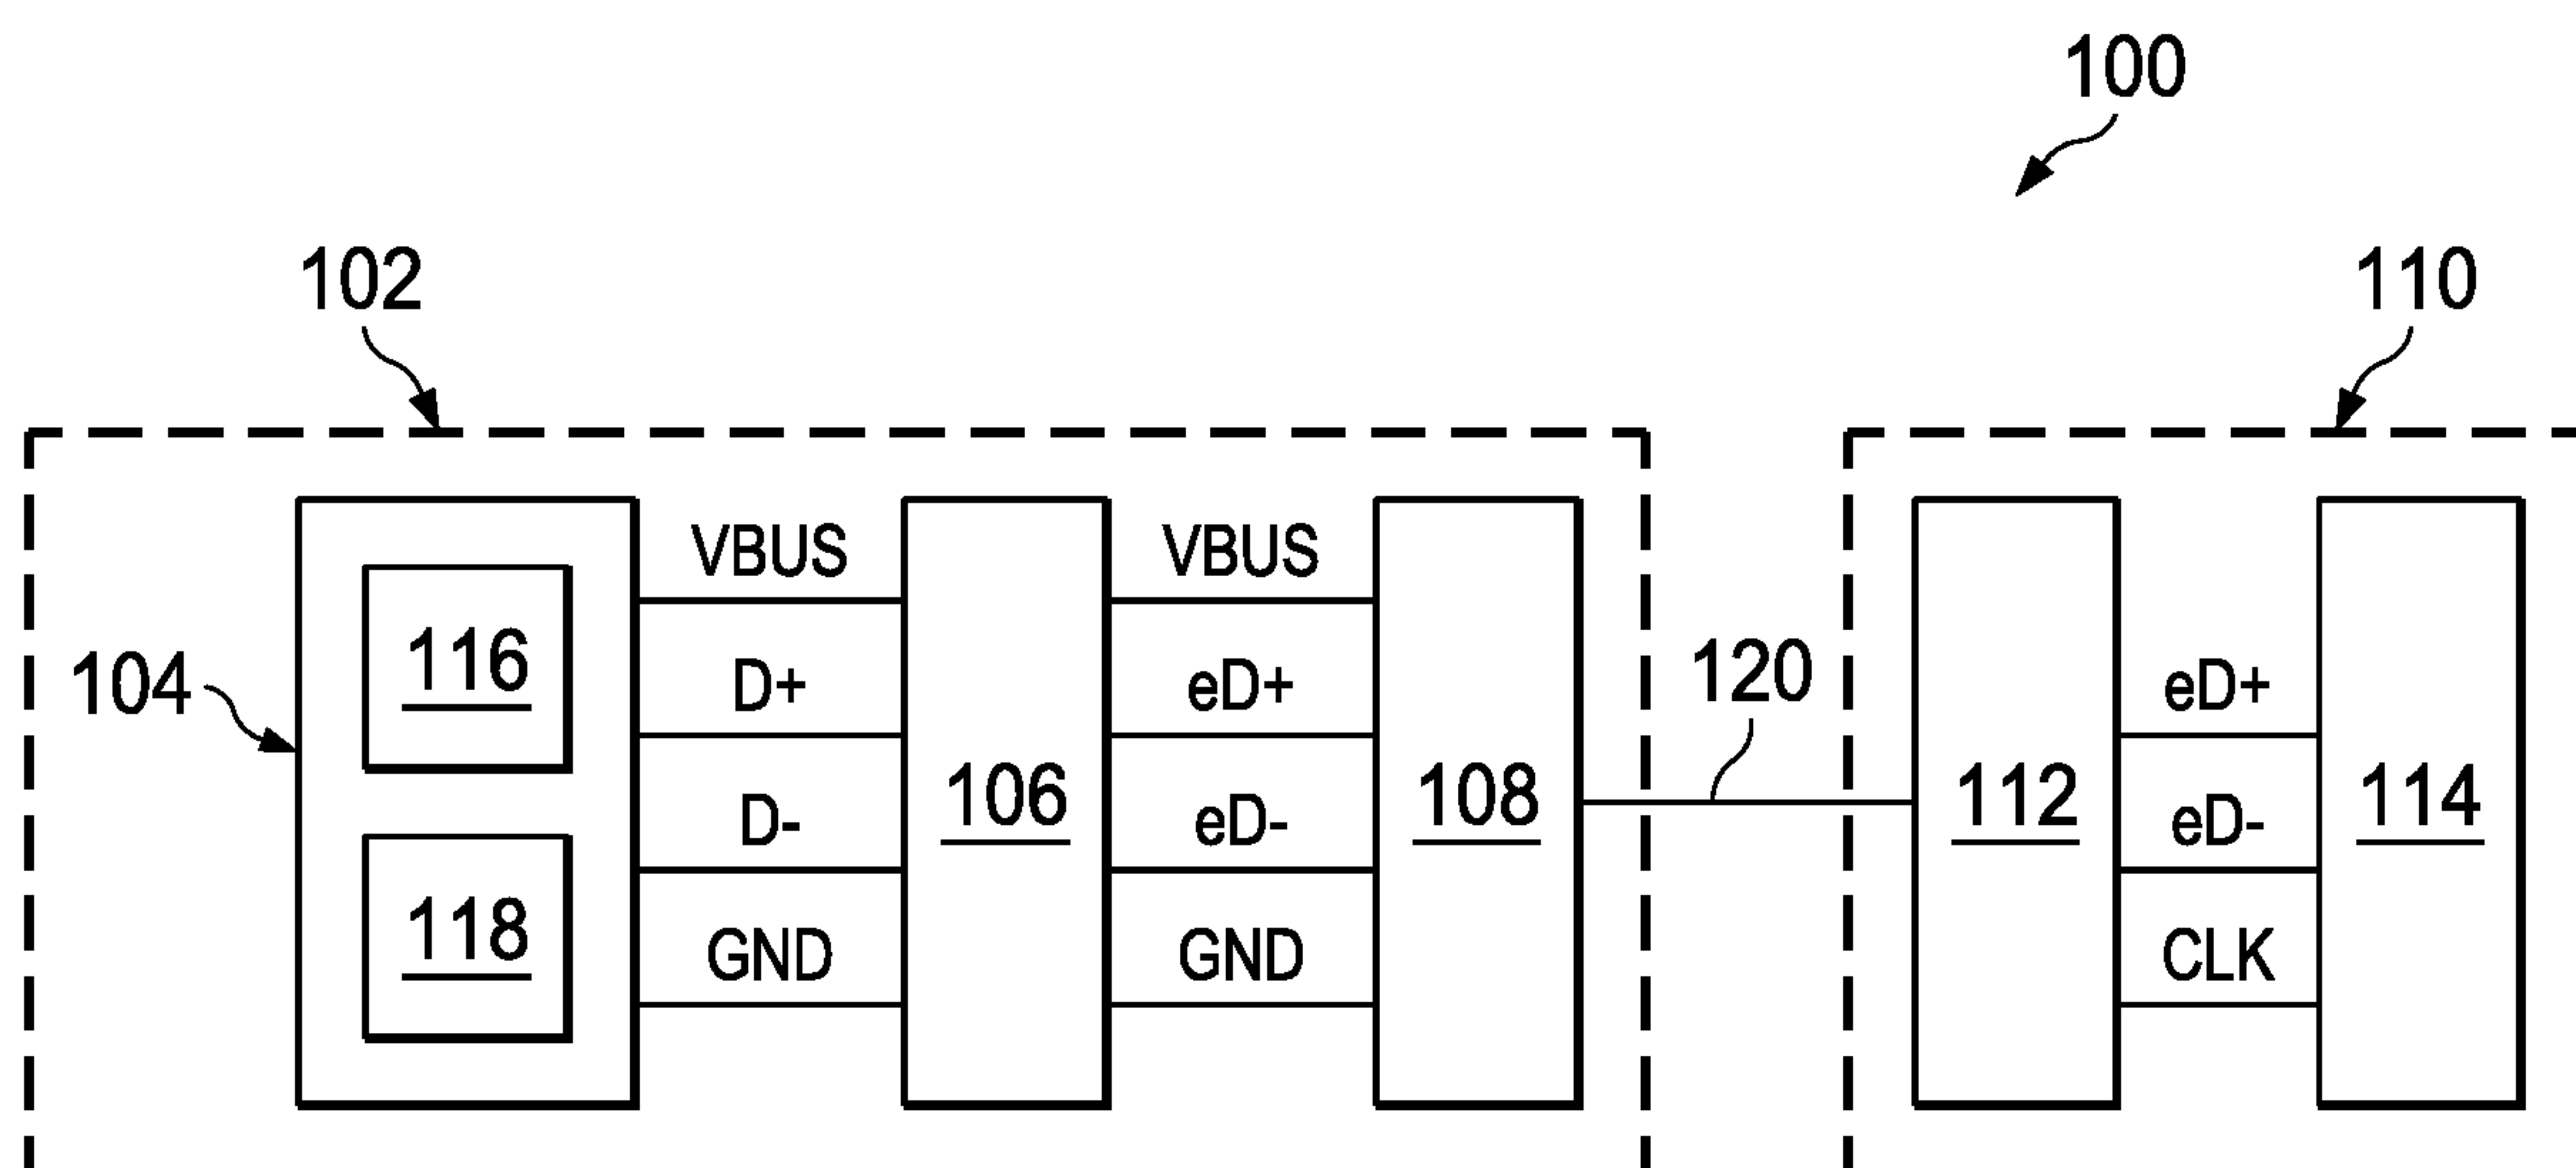 100
102
110
VBUS
VBUS
116
104
D+
eD+
120
eD+
D-
106
eD-
108
112
eD-
114
118
GND
GND
CLK